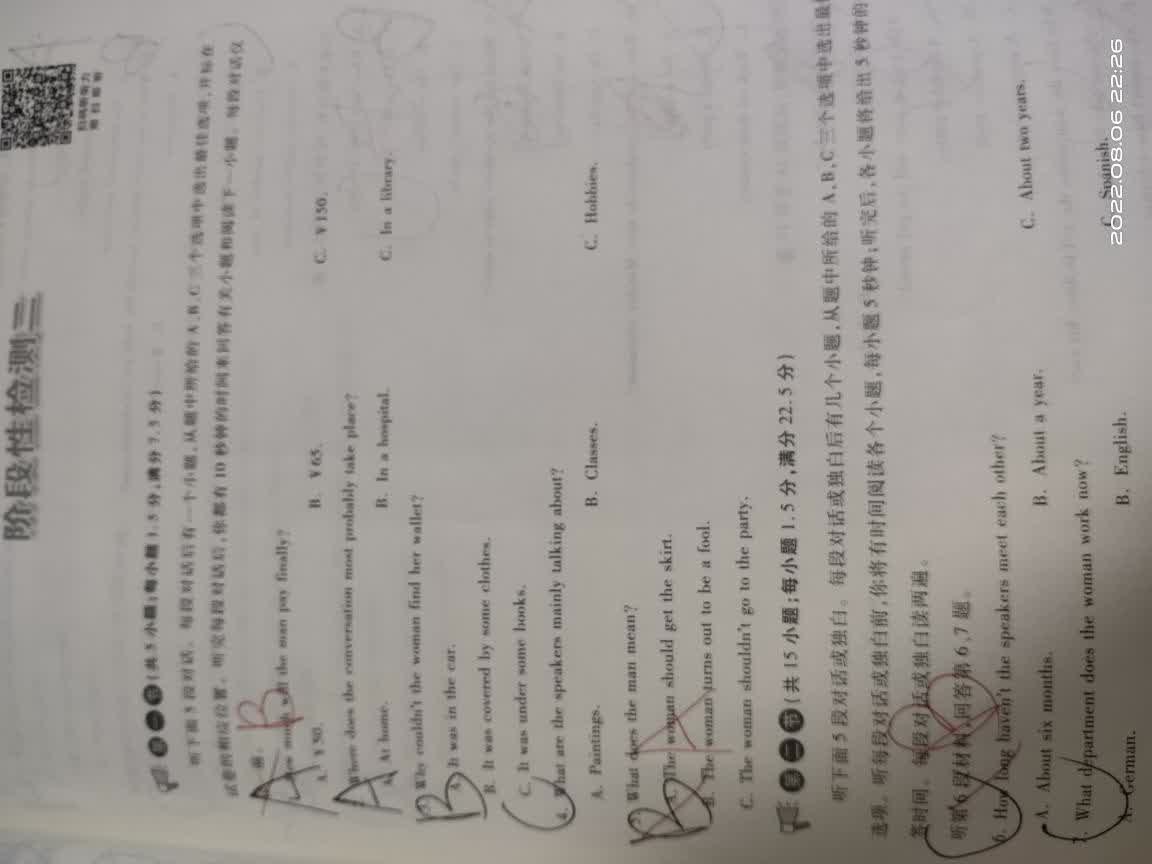 阶段性检测三
扫码听听力
第一节(共5小题;每小题1.5分,满分7.5分)
听下面5段对话。每段对话后有一个小题,从题中所给的A、B、C三个选项中选出最佳选项,并标在
试卷的相应位置。听完每段对话后,你都有10秒钟的时间来回答有关小题和阅读下一小题。每段对话仅
读一遍。
A B
the man pay finally?
A. ¥50. B. ¥65. C. ¥150.
A
Where does the conversation most probably take place?
A. At home. B. In a hospital. C. In a library.
B
Why couldn't the woman find her wallet?
A. It was in the car.
B. It was covered by some clothes.
C. It was under some books.
C
4. What are the speakers mainly talking about?
A. Paintings. B. Classes. C. Hobbies.
What does the man mean?
A
The woman should get the skirt.
B. The woman turns out to be a fool.
C. The woman shouldn't go to the party.
第二节(共15小题;每小题1.5分,满分22.5分)
听下面5段对话或独白。每段对话或独白后有几个小题,从题中所给的A、B、C三个选项中选出最
选项。听每段对话或独白前,你将有时间阅读各个小题,每小题5秒钟;听完后,各小题将给出5秒钟的
答时间。每段对话或独白读两遍。
听第6段材料,回答第6、7题。
6. How long haven't the speakers meet each other?
A. About six months. B. About a year. C. About two years.
7. What department does the woman work now?
A. German. B. English. C. Spanish.
2022.08.06 22:26